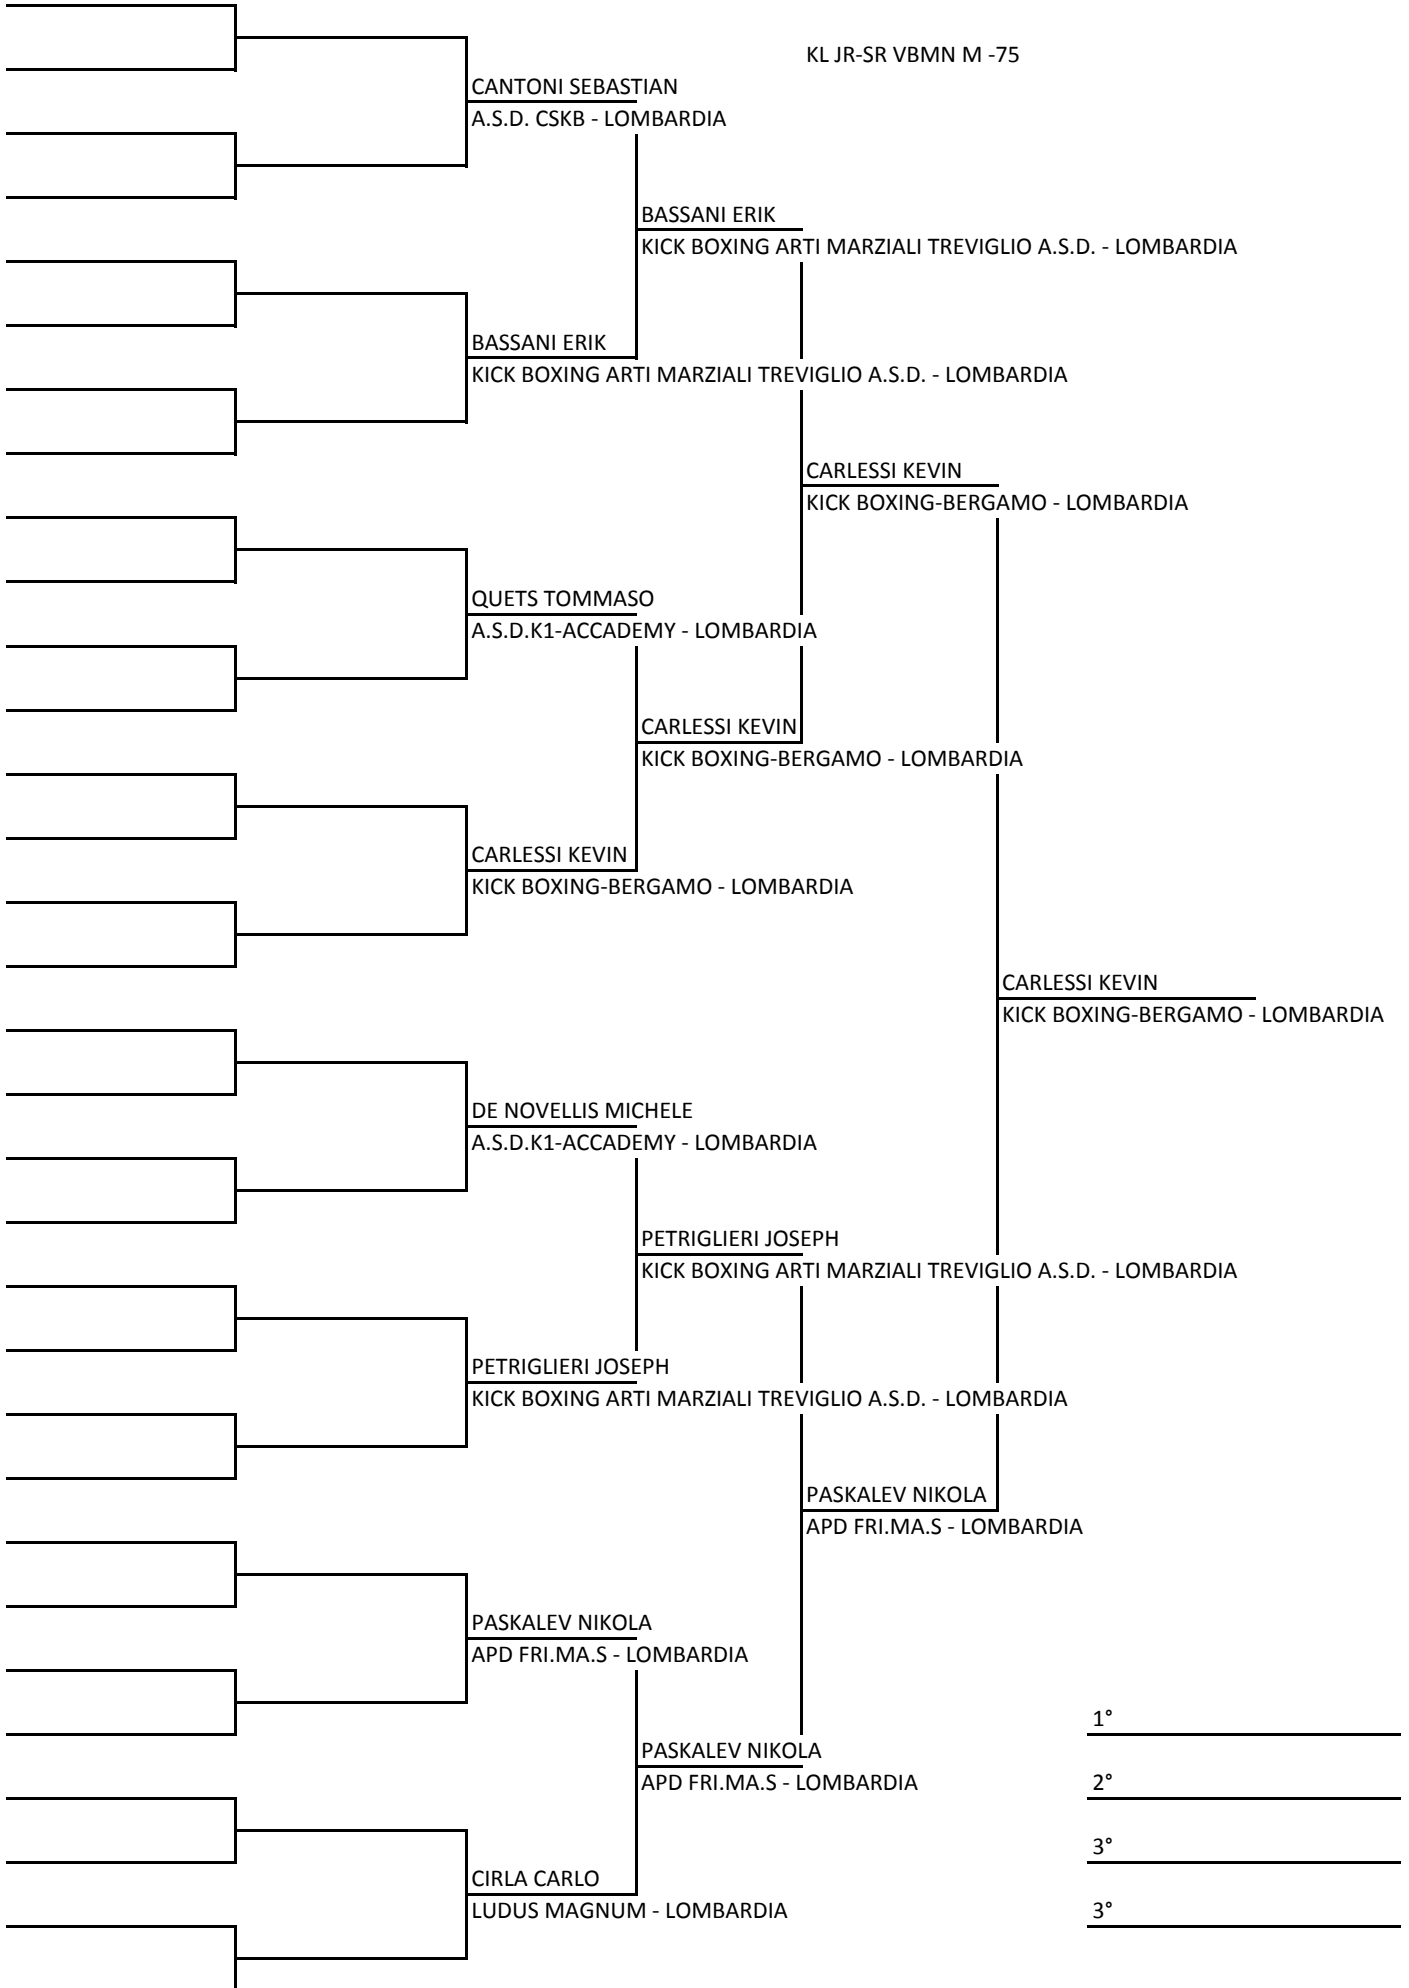 KL JR-SR VBMN M -75
CANTONI SEBASTIAN
A.S.D. CSKB - LOMBARDIA
BASSANI ERIK
KICK BOXING ARTI MARZIALI TREVIGLIO A.S.D. - LOMBARDIA
BASSANI ERIK
KICK BOXING ARTI MARZIALI TREVIGLIO A.S.D. - LOMBARDIA
CARLESSI KEVIN
KICK BOXING-BERGAMO - LOMBARDIA
QUETS TOMMASO
A.S.D.K1-ACCADEMY - LOMBARDIA
CARLESSI KEVIN
KICK BOXING-BERGAMO - LOMBARDIA
CARLESSI KEVIN
KICK BOXING-BERGAMO - LOMBARDIA
CARLESSI KEVIN
KICK BOXING-BERGAMO - LOMBARDIA
DE NOVELLIS MICHELE
A.S.D.K1-ACCADEMY - LOMBARDIA
PETRIGLIERI JOSEPH
KICK BOXING ARTI MARZIALI TREVIGLIO A.S.D. - LOMBARDIA
PETRIGLIERI JOSEPH
KICK BOXING ARTI MARZIALI TREVIGLIO A.S.D. - LOMBARDIA
PASKALEV NIKOLA
APD FRI.MA.S - LOMBARDIA
PASKALEV NIKOLA
APD FRI.MA.S - LOMBARDIA
1°
PASKALEV NIKOLA
APD FRI.MA.S - LOMBARDIA
2°
3°
CIRLA CARLO
LUDUS MAGNUM - LOMBARDIA
3°